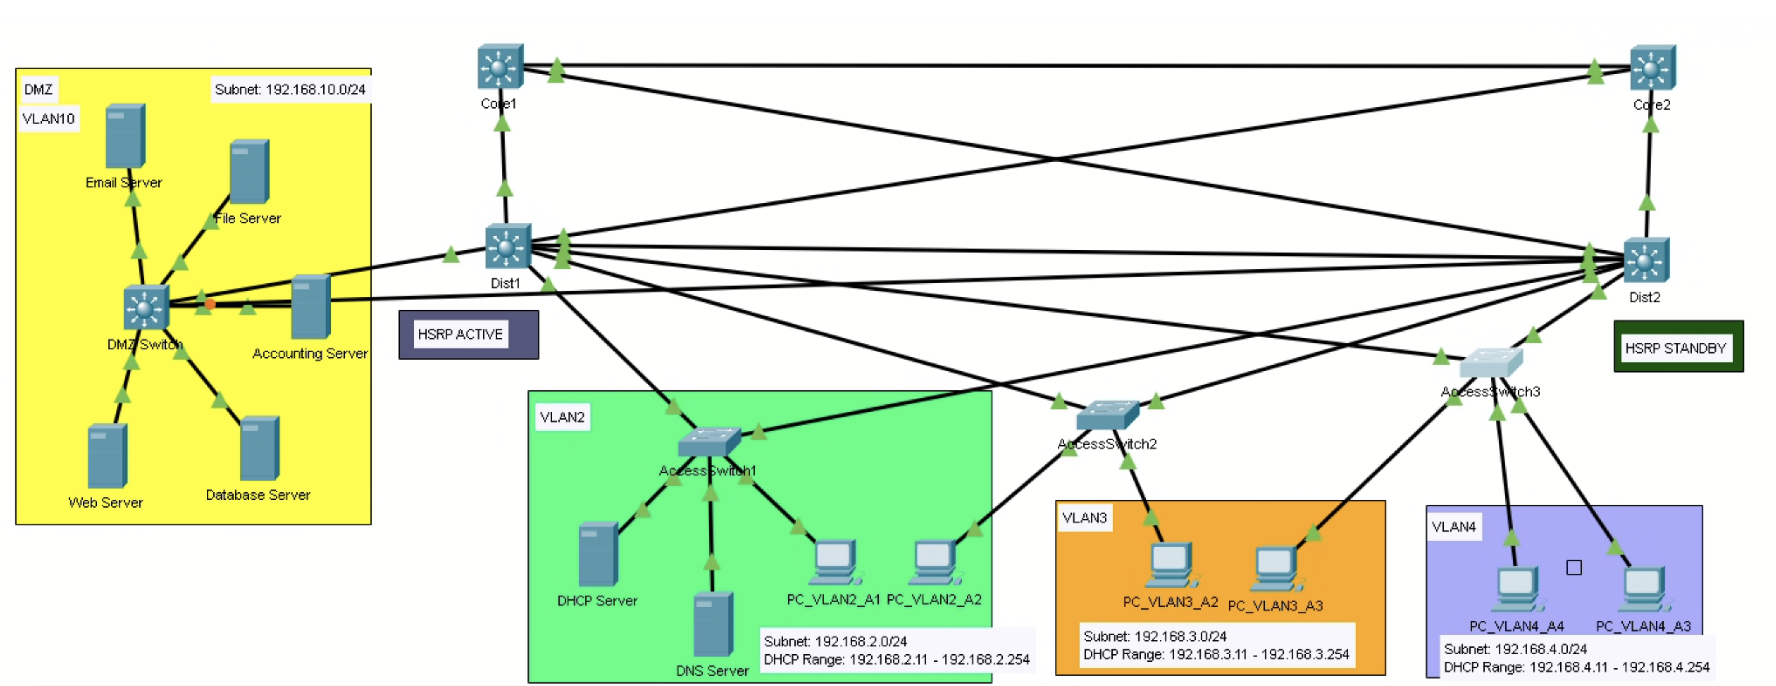 Core1
Core2
DMZ
Subnet: 192.168.10.0/24
VLAN10
Email Server
File Server
Dist1
Dist2
DMZ Switch
Accounting Server
HSRP ACTIVE
HSRP STANDBY
Web Server
Database Server
VLAN2
AccessSwitch1
AccessSwitch2
AccessSwitch3
DHCP Server
DNS Server
PC_VLAN2_A1
PC_VLAN2_A2
Subnet: 192.168.2.0/24
DHCP Range: 192.168.2.11 - 192.168.2.254
VLAN3
PC_VLAN3_A2
PC_VLAN3_A3
Subnet: 192.168.3.0/24
DHCP Range: 192.168.3.11 - 192.168.3.254
VLAN4
PC_VLAN4_A4
PC_VLAN4_A3
Subnet: 192.168.4.0/24
DHCP Range: 192.168.4.11 - 192.168.4.254